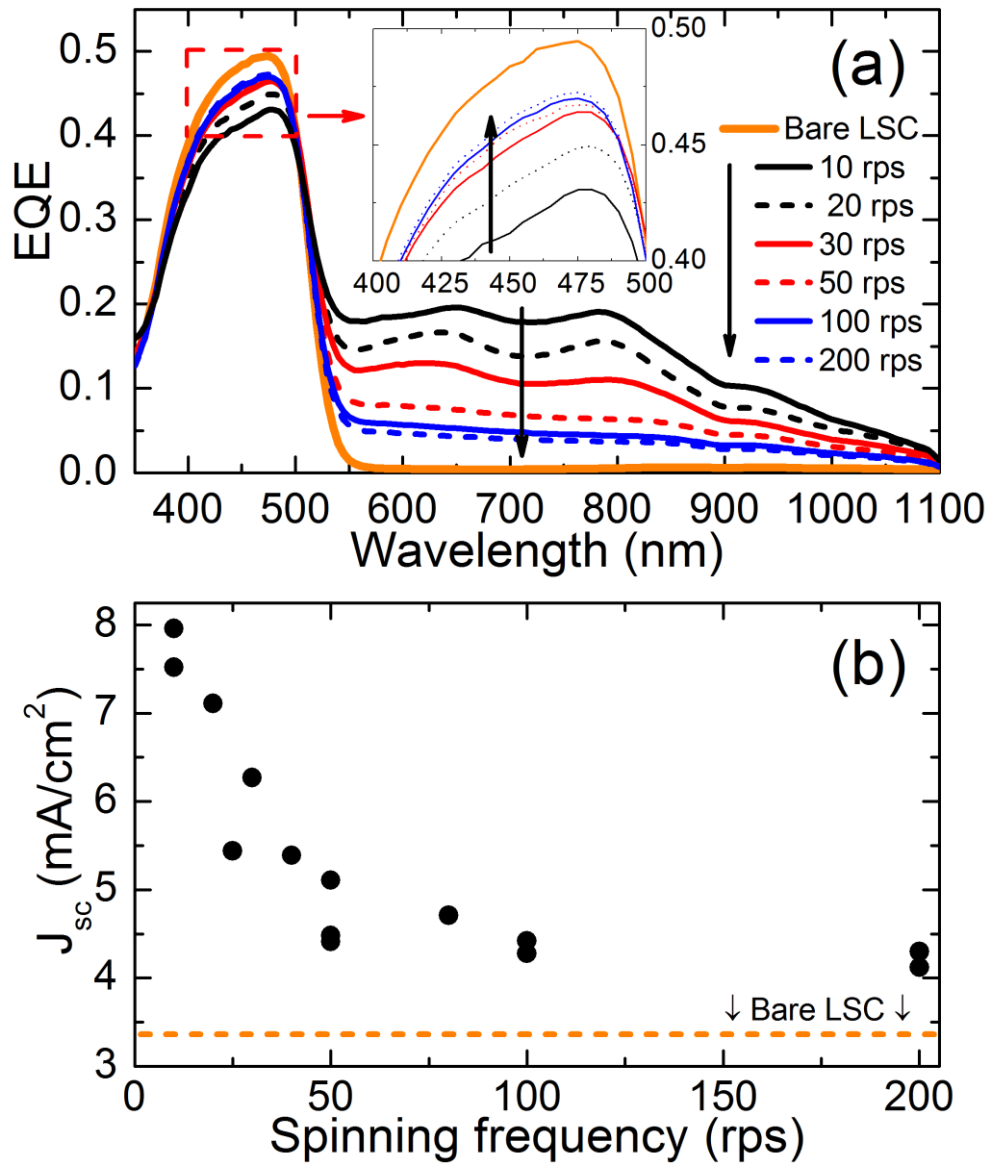 (a)
EQE
0.5
0.4
0.3
0.2
0.1
0.0
0.50
0.45
0.40
400 425 450 475 500
Bare LSC
10 rps
20 rps
30 rps
50 rps
100 rps
200 rps
400 500 600 700 800 900 1000 1100
Wavelength (nm)
(b)
J_sc (mA/cm²)
8
7
6
5
4
3
↓ Bare LSC ↓
0 50 100 150 200
Spinning frequency (rps)